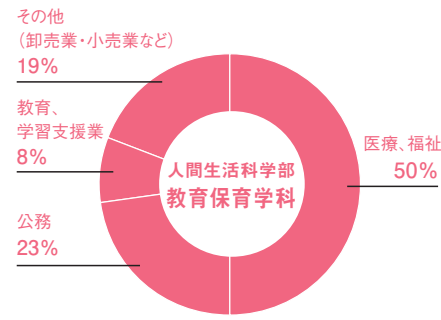 その他
（卸売業・小売業など）
19%
教育、
学習支援業
8%
公務
23%
人間生活科学部
教育保育学科
医療、福祉
50%